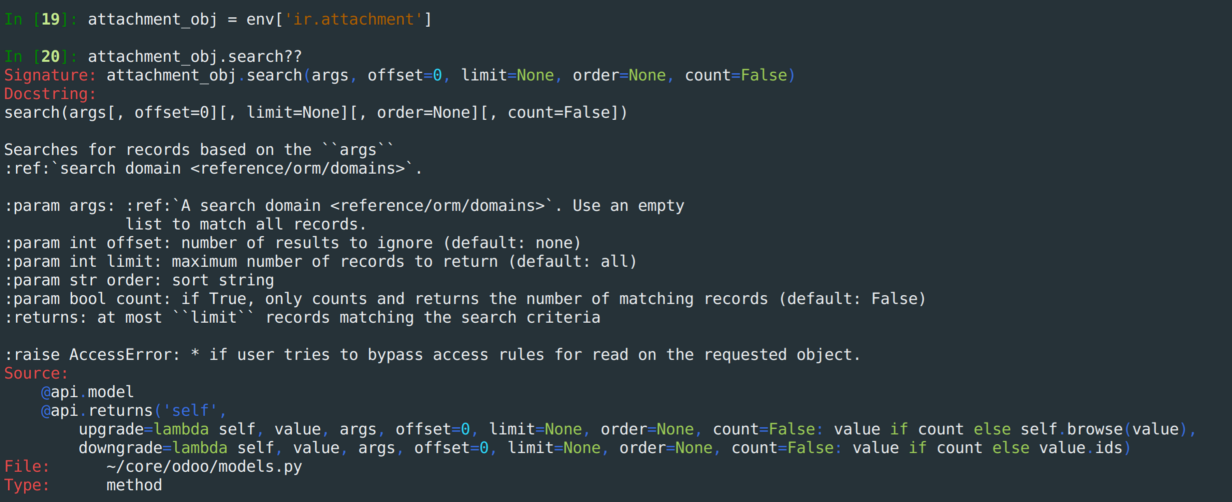 In [19]: attachment_obj = env['ir.attachment']
In [20]: attachment_obj.search??
Signature: attachment_obj.search(args, offset=0, limit=None, order=None, count=False)
Docstring:
search(args[, offset=0][, limit=None][, order=None][, count=False])
Searches for records based on the ``args``
:ref:`search domain <reference/orm/domains>`.
:param args: :ref:`A search domain <reference/orm/domains>`. Use an empty
             list to match all records.
:param int offset: number of results to ignore (default: none)
:param int limit: maximum number of records to return (default: all)
:param str order: sort string
:param bool count: if True, only counts and returns the number of matching records (default: False)
:returns: at most ``limit`` records matching the search criteria
:raise AccessError: * if user tries to bypass access rules for read on the requested object.
Source:
    @api.model
    @api.returns('self',
        upgrade=lambda self, value, args, offset=0, limit=None, order=None, count=False: value if count else self.browse(value),
        downgrade=lambda self, value, args, offset=0, limit=None, order=None, count=False: value if count else value.ids)
File:      ~/core/odoo/models.py
Type:      method